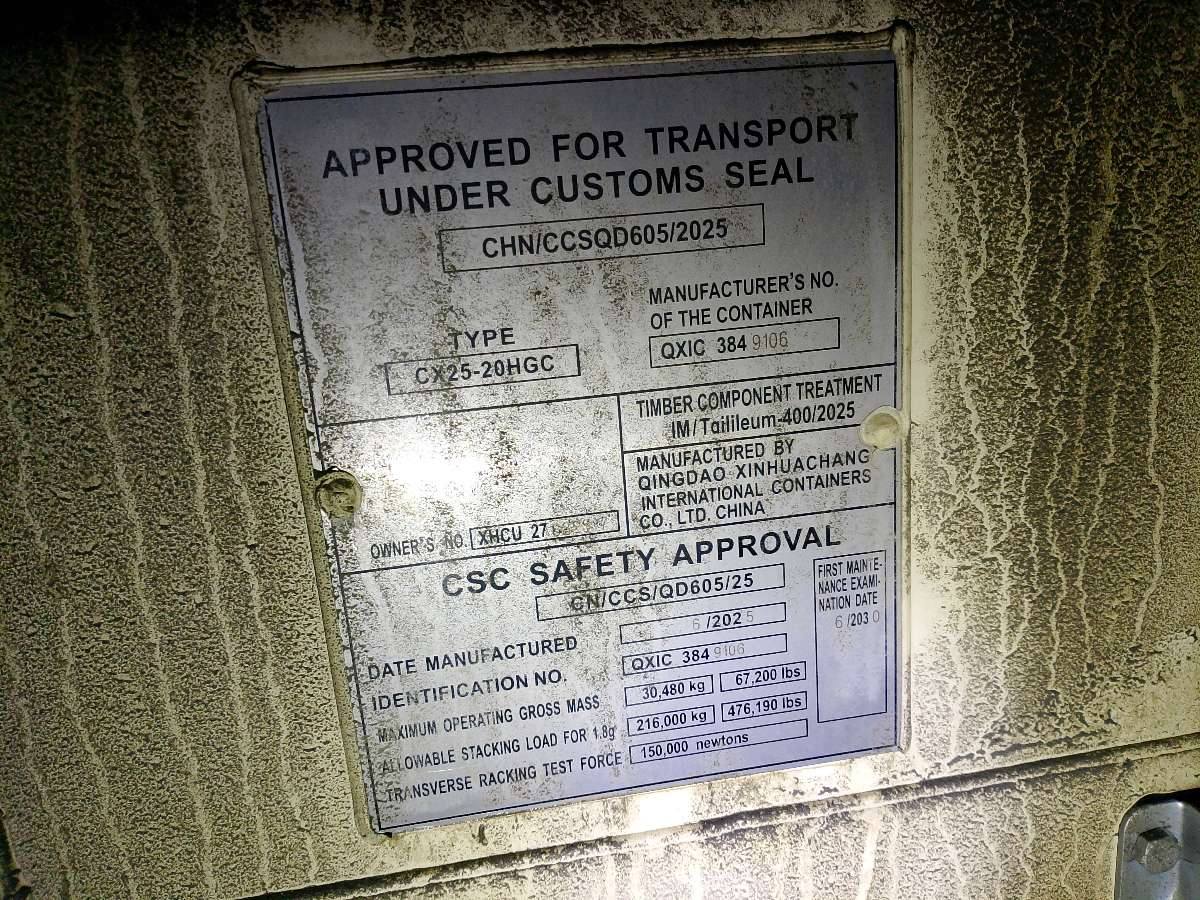 APPROVED FOR TRANSPORT
UNDER CUSTOMS SEAL
CHN/CCSQD605/2025
TYPE
CX25-20HGC
MANUFACTURER'S NO.
OF THE CONTAINER
QXIC 384 9106
TIMBER COMPONENT TREATMENT
IM/Tailileum-400/2025
MANUFACTURED BY
QINGDAO XINHUACHANG
INTERNATIONAL CONTAINERS
CO., LTD. CHINA
OWNER'S NO. XHCU 27
CSC SAFETY APPROVAL
CN/CCS/QD605/25
DATE MANUFACTURED 6 /2025
IDENTIFICATION NO. QXIC 384 9106
MAXIMUM OPERATING GROSS MASS 30,480 kg 67,200 lbs
ALLOWABLE STACKING LOAD FOR 1.8g 216,000 kg 476,190 lbs
TRANSVERSE RACKING TEST FORCE 150,000 newtons
FIRST MAINTE-
NANCE EXAMI-
NATION DATE
6 /2030